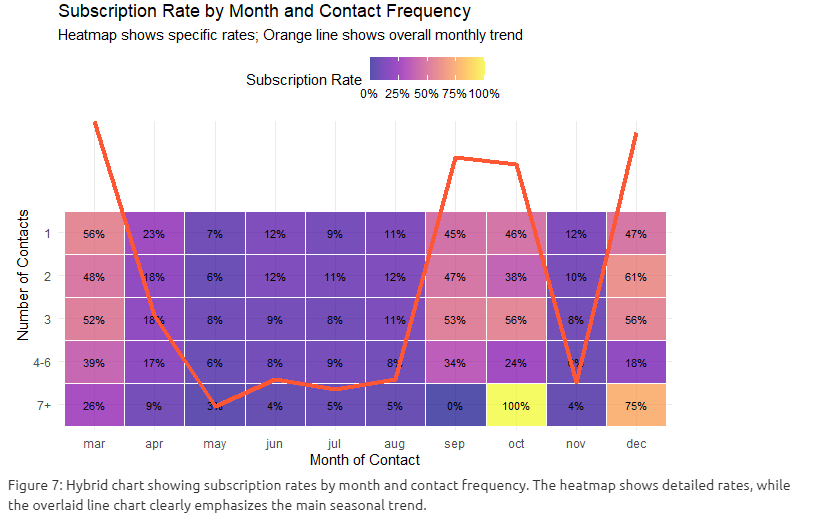 Subscription Rate by Month and Contact Frequency
Heatmap shows specific rates; Orange line shows overall monthly trend
Subscription Rate
0% 25% 50% 75% 100%
Number of Contacts
1 56% 23% 7% 12% 9% 11% 45% 46% 12% 47%
2 48% 18% 6% 12% 11% 12% 47% 38% 10% 61%
3 52% 18% 8% 9% 8% 11% 53% 56% 8% 56%
4-6 39% 17% 6% 8% 9% 8% 34% 24% 18%
7+ 26% 9% 3% 4% 5% 5% 0% 100% 4% 75%
mar apr may jun jul aug sep oct nov dec
Month of Contact
Figure 7: Hybrid chart showing subscription rates by month and contact frequency. The heatmap shows detailed rates, while
the overlaid line chart clearly emphasizes the main seasonal trend.